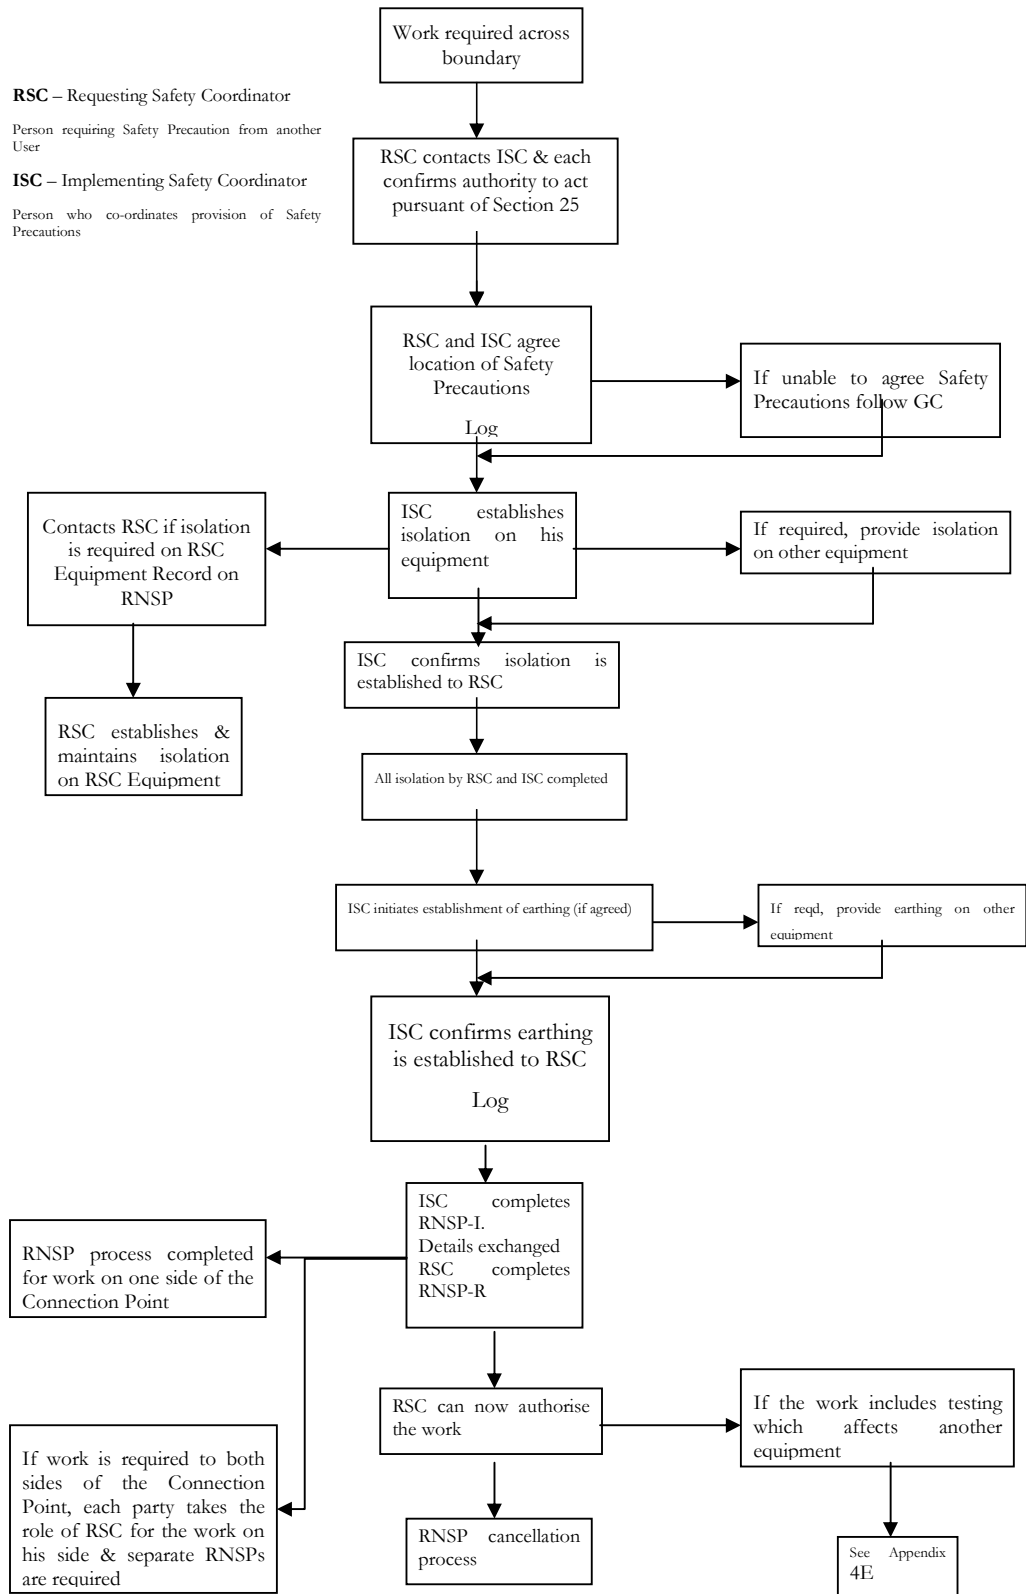 Work required across
boundary
RSC – Requesting Safety Coordinator
Person requiring Safety Precaution from another
User
ISC – Implementing Safety Coordinator
Person who co-ordinates provision of Safety
Precautions
RSC contacts ISC & each
confirms authority to act
pursuant of Section 25
RSC and ISC agree
location of Safety
Precautions
Log
If unable to agree Safety
Precautions follow GC
Contacts RSC if isolation
is required on RSC
Equipment Record on
RNSP
ISC establishes
isolation on his
equipment
If required, provide isolation
on other equipment
ISC confirms isolation is
established to RSC
RSC establishes &
maintains isolation
on RSC Equipment
All isolation by RSC and ISC completed
ISC initiates establishment of earthing (if agreed)
If reqd, provide earthing on other
equipment
ISC confirms earthing
is established to RSC
Log
ISC completes
RNSP-I.
Details exchanged
RSC completes
RNSP-R
RNSP process completed
for work on one side of the
Connection Point
RSC can now authorise
the work
If the work includes testing
which affects another
equipment
If work is required to both
sides of the Connection
Point, each party takes the
role of RSC for the work on
his side & separate RNSPs
are required
RNSP cancellation
process
See Appendix
4E